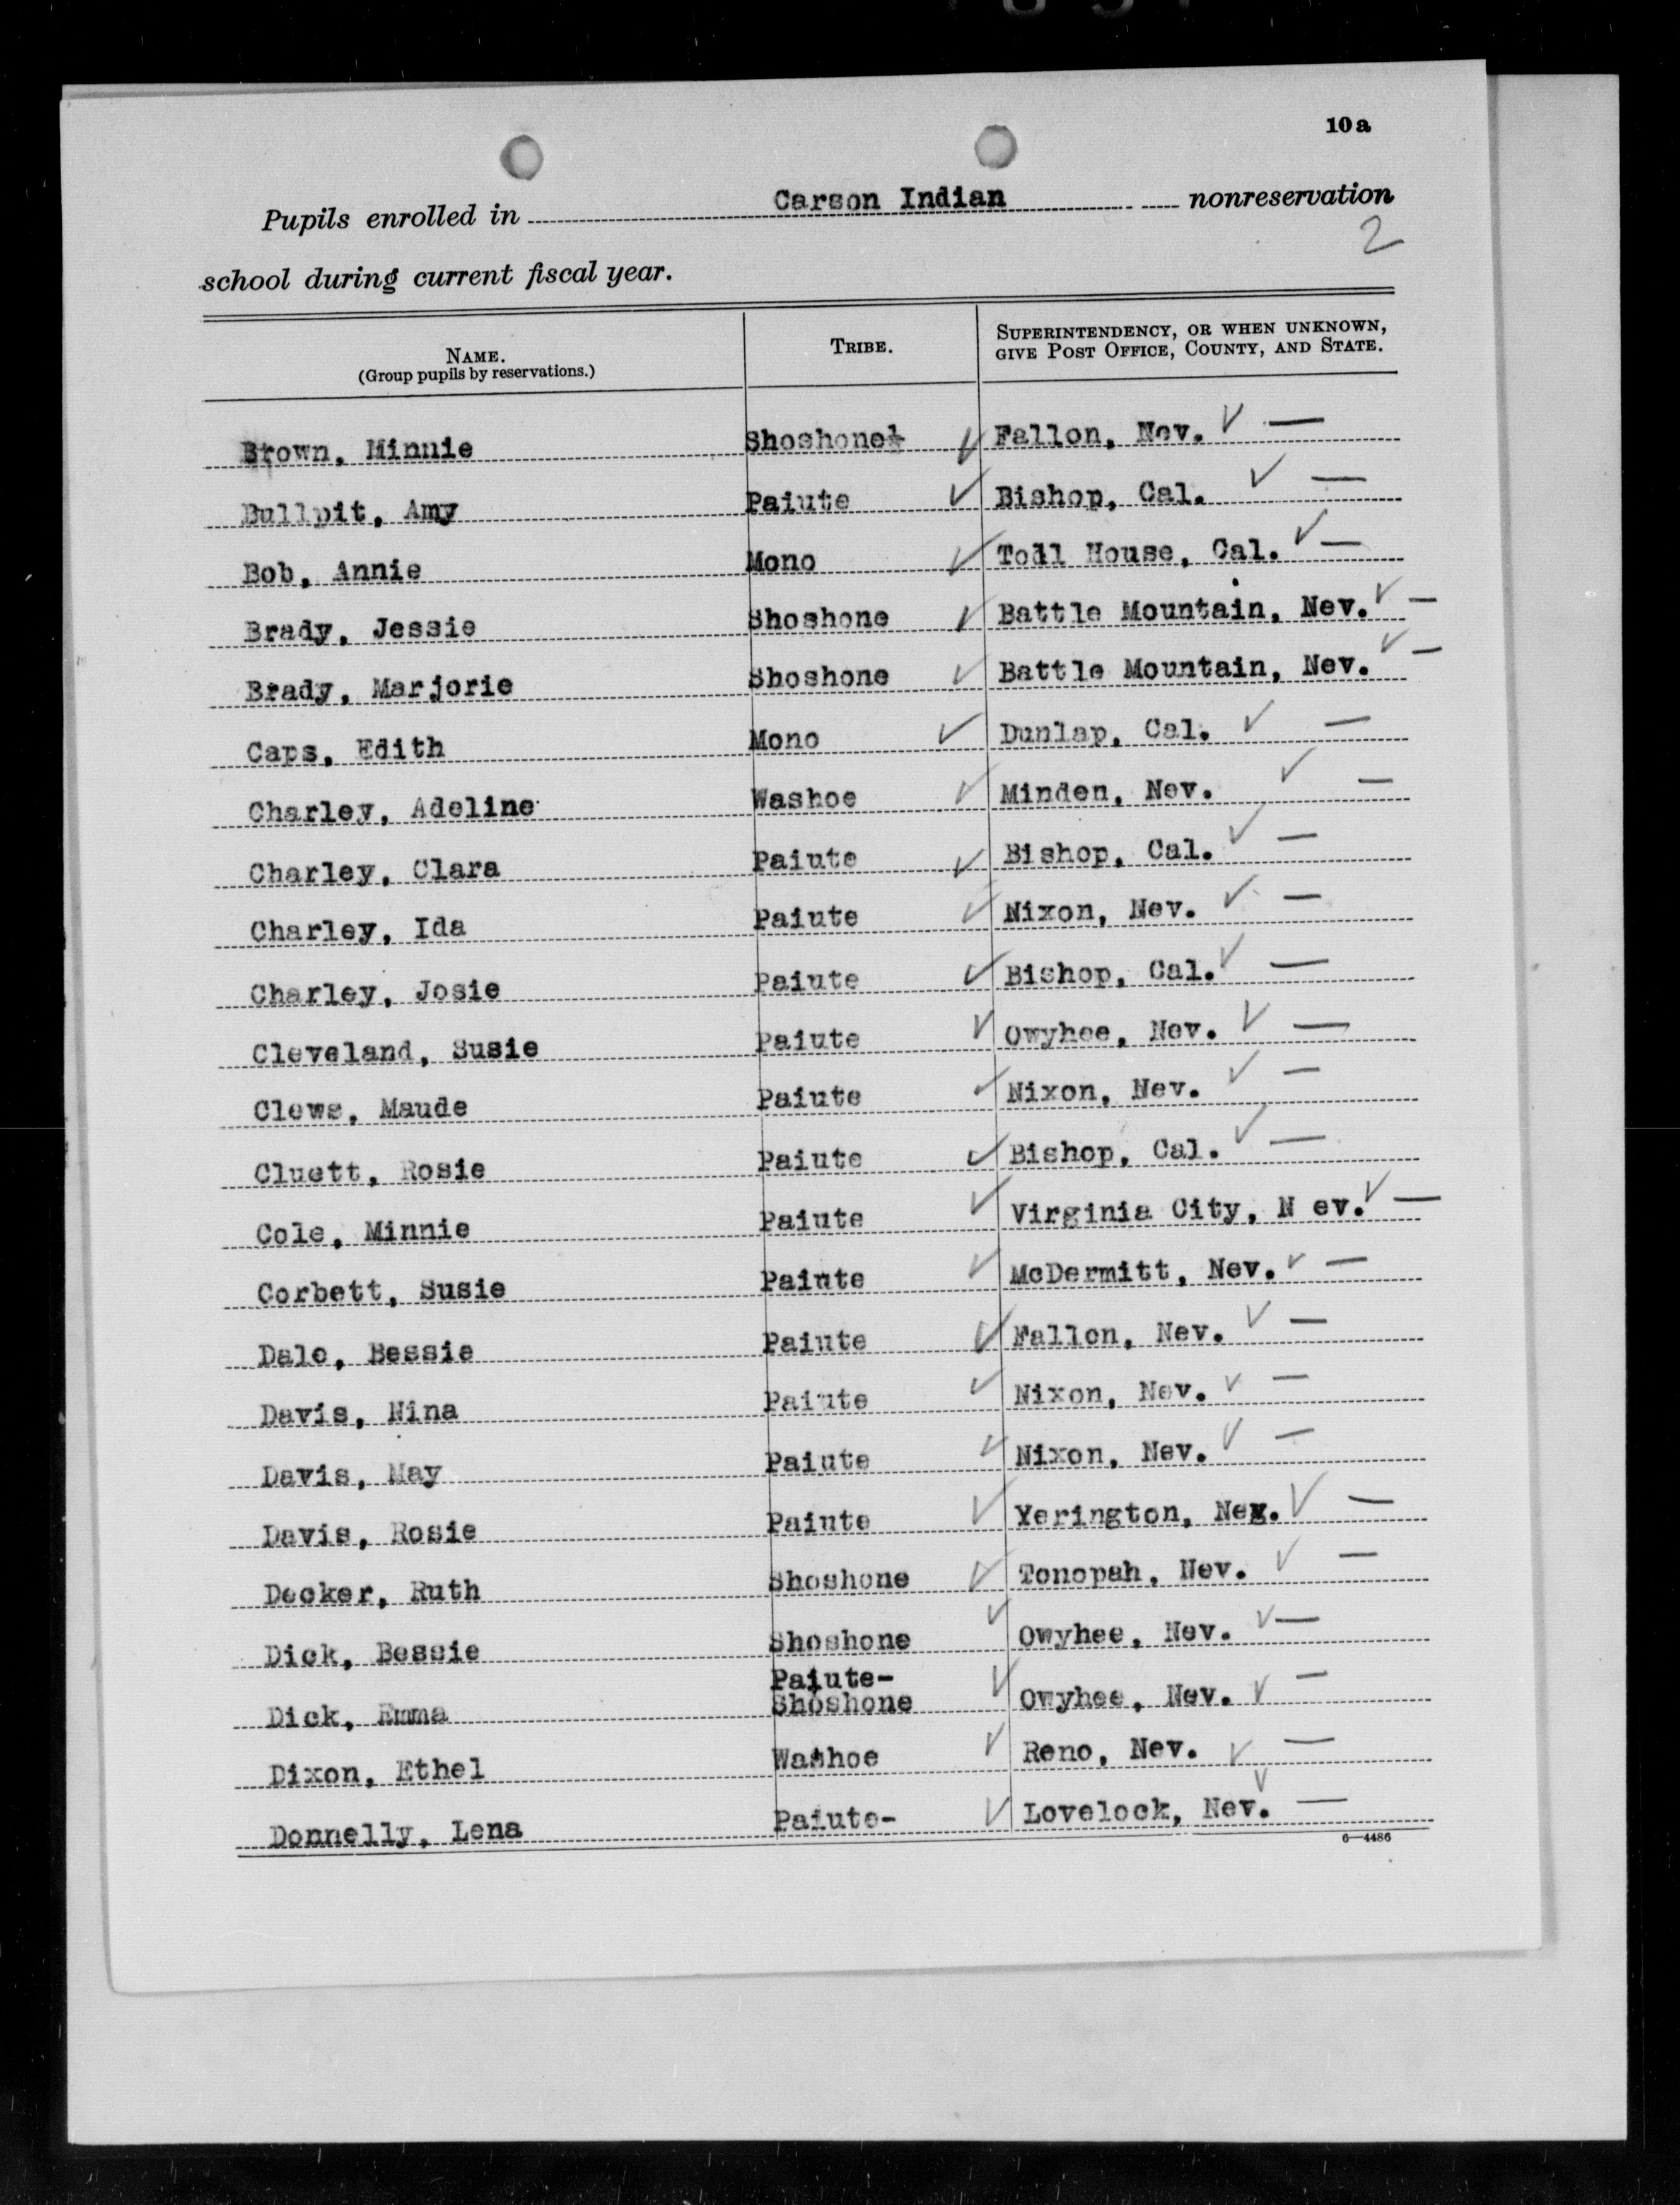 10a
Pupils enrolled in Carson Indian nonreservation
2
school during current fiscal year.
NAME.
(Group pupils by reservations.)
TRIBE.
SUPERINTENDENCY, OR WHEN UNKNOWN,
GIVE POST OFFICE, COUNTY, AND STATE.
Brown, Minnie Shoshone½ ✓ Fallon, Nev. ✓ —
Bullpit, Amy Paiute ✓ Bishop, Cal. ✓ —
Bob, Annie Mono ✓ Toll House, Cal. ✓ —
Brady, Jessie Shoshone ✓ Battle Mountain, Nev. ✓ —
Brady, Marjorie Shoshone ✓ Battle Mountain, Nev. ✓ —
Caps, Edith Mono ✓ Dunlap, Cal. ✓ —
Charley, Adeline Washoe ✓ Minden, Nev. ✓ —
Charley, Clara Paiute ✓ Bishop, Cal. ✓ —
Charley, Ida Paiute ✓ Nixon, Nev. ✓ —
Charley, Josie Paiute ✓ Bishop, Cal. ✓ —
Cleveland, Susie Paiute ✓ Owyhee, Nev. ✓ —
Clews, Maude Paiute ✓ Nixon, Nev. ✓ —
Cluett, Rosie Paiute ✓ Bishop, Cal. ✓ —
Cole, Minnie Paiute ✓ Virginia City, N ev. ✓ —
Corbett, Susie Paiute ✓ McDermitt, Nev. ✓ —
Dale, Bessie Paiute ✓ Fallon, Nev. ✓ —
Davis, Nina Paiute ✓ Nixon, Nev. ✓ —
Davis, May Paiute ✓ Nixon, Nev. ✓ —
Davis, Rosie Paiute ✓ Yerington, Nev. ✓ —
Decker, Ruth Shoshone ✓ Tonopah, Nev. ✓ —
Dick, Bessie Shoshone ✓ Owyhee, Nev. ✓ —
Paiute-
Dick, Emma Shoshone ✓ Owyhee, Nev. ✓ —
Dixon, Ethel Washoe ✓ Reno, Nev. ✓ —
Donnelly, Lena Paiute- ✓ Lovelock, Nev. ✓ —
6—4486